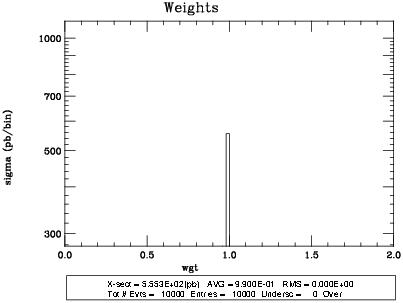 Weights
1000
700
500
300
sigma (pb/bin)
0.0 0.5 1.0 1.5 2.0
wgt
X-sect = 5.553E+02(pb) AVG = 9.900E-01 RMS = 0.000E+00
Tot # Evts = 10000 Entries = 10000 Undersc = 0 Over